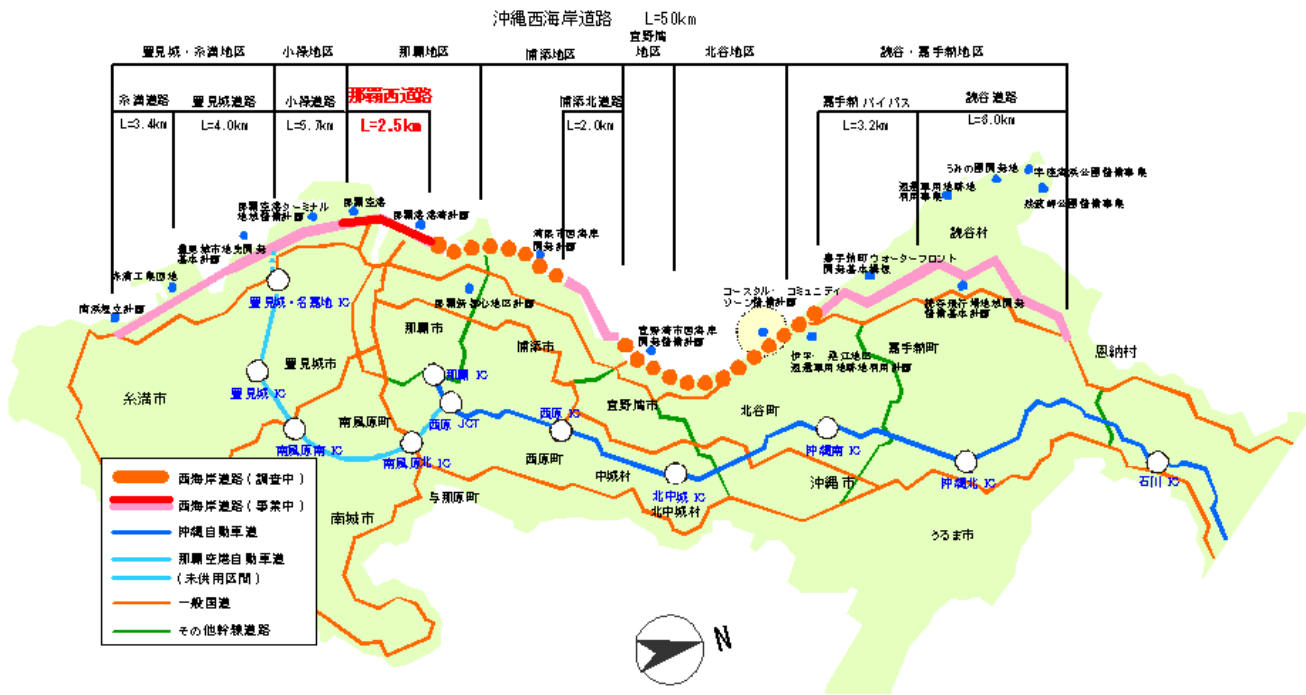 沖縄西海岸道路 L=50km
豊見城・糸満地区
小禄地区
那覇地区
浦添地区
宜野湾
地区
北谷地区
読谷・嘉手納地区
糸満道路
L=3.4km
豊見城道路
L=4.0km
小禄道路
L=5.7km
那覇西道路
L=2.5km
浦添北道路
L=2.0km
嘉手納バイパス
L=3.2km
読谷道路
L=6.0km
うみの園開発地
残波岬公園整備事業
返還軍用地跡地
利用事業
読谷村
那覇空港ターミナル
地域整備計画
那覇空港
那覇港港湾計画
浦添市西海岸
開発計画
基本計画
糸満工業団地
南浜埋立計画
嘉手納町ウォーターフロント
開発基本構想
読谷飛行場地域開発
整備基本計画
コースタル・コミュニティ
ゾーン整備計画
宜野湾市西海岸
開発整備計画
伊平・桑江地区
返還軍用地跡地利用計画
那覇新都心地区計画
豊見城・名嘉地 IC
那覇市
浦添市
豊見城市
豊見城 IC
糸満市
那覇 IC
西原 JCT
西原 IC
宜野湾市
北谷町
嘉手納町
恩納村
南風原町
南風原南 IC
南風原北 IC
西原町
中城村
北中城 IC
北中城村
沖縄南 IC
沖縄市
沖縄北 IC
石川 IC
うるま市
与那原町
南城市
西海岸道路(調査中)
西海岸道路(事業中)
沖縄自動車道
那覇空港自動車道
(未供用区間)
一般国道
その他幹線道路
N